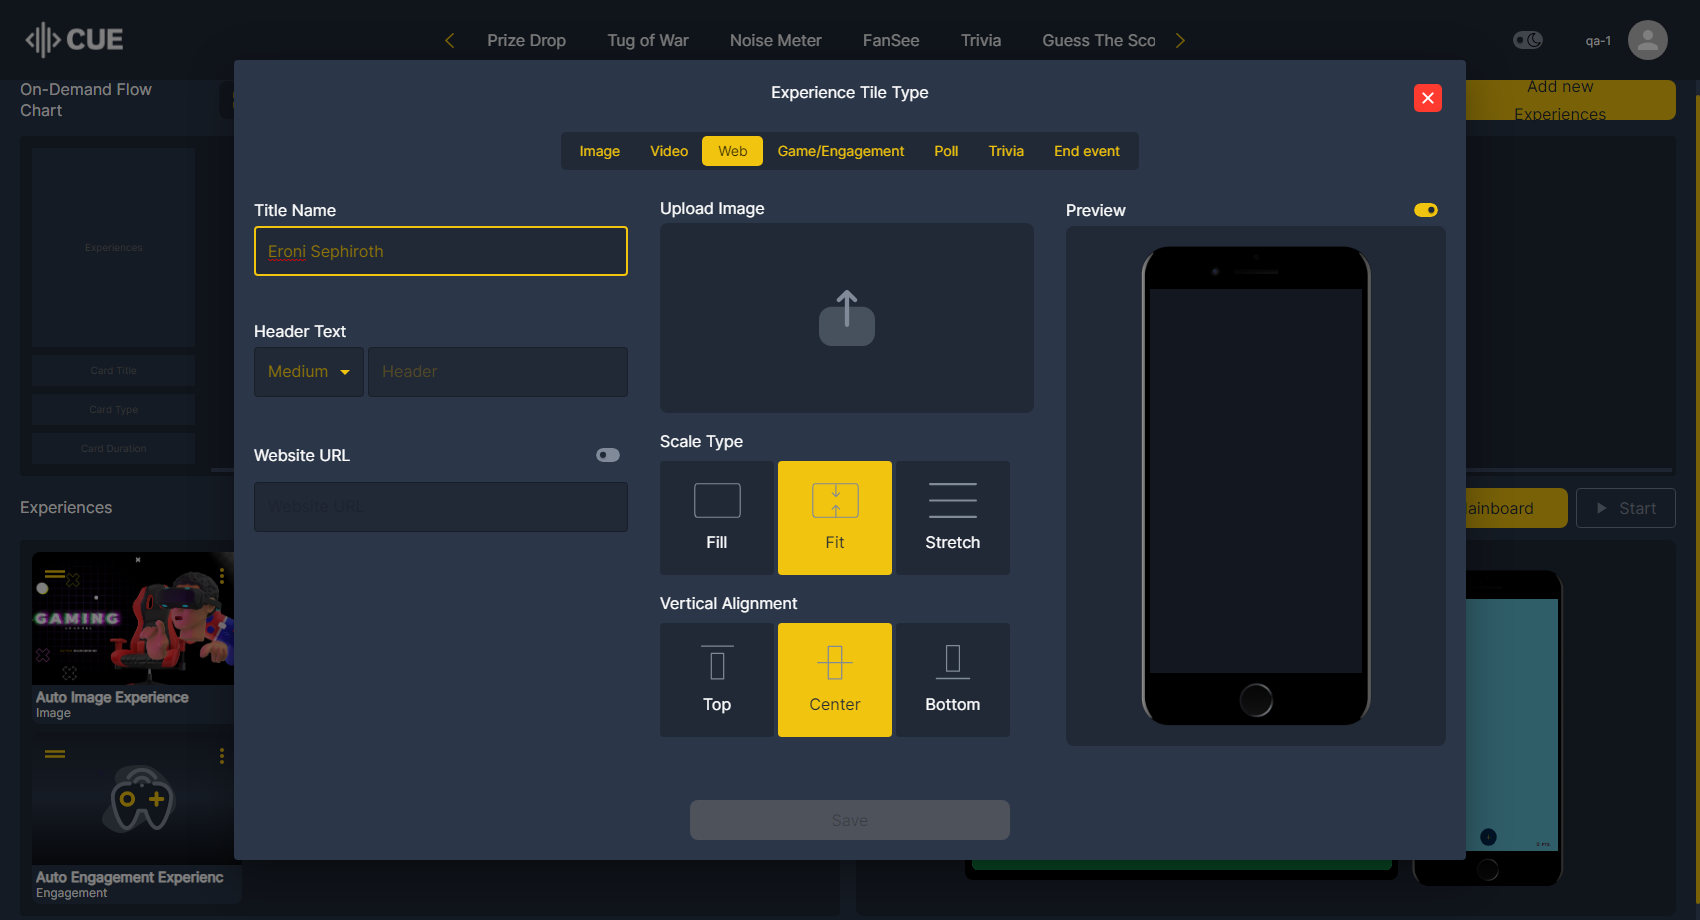 CUE
Prize Drop
Tug of War
Noise Meter
FanSee
Trivia
Guess The Sco
qa-1
On-Demand Flow
Chart
Add new
Experiences
Experience Tile Type
Image
Video
Web
Game/Engagement
Poll
Trivia
End event
Title Name
Eroni Sephiroth
Header Text
Medium
Header
Website URL
Website URL
Upload Image
Scale Type
Fill
Fit
Stretch
Vertical Alignment
Top
Center
Bottom
Preview
Save
Experiences
Card Title
Card Type
Card Duration
Experiences
GAMING
Auto Image Experience
Image
Auto Engagement Experienc
Engagement
ainboard
Start